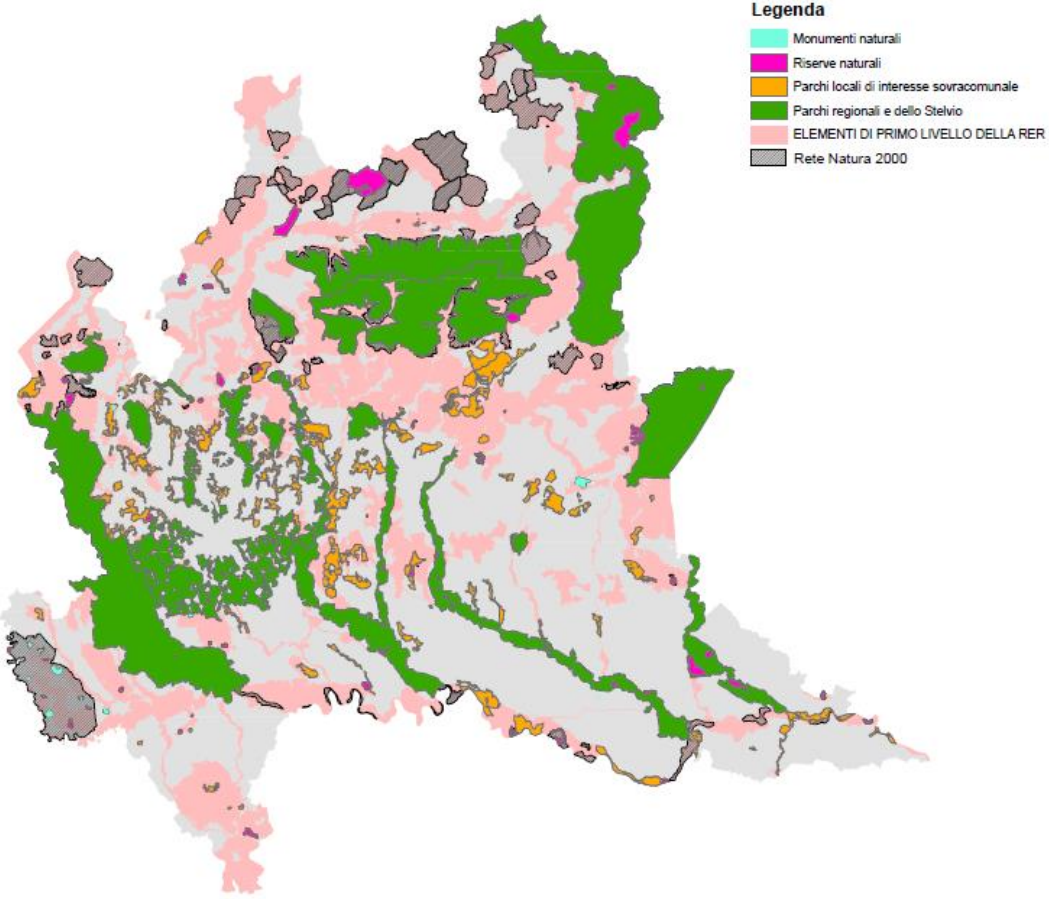 Legenda
Monumenti naturali
Riserve naturali
Parchi locali di interesse sovracomunale
Parchi regionali e dello Stelvio
ELEMENTI DI PRIMO LIVELLO DELLA RER
Rete Natura 2000